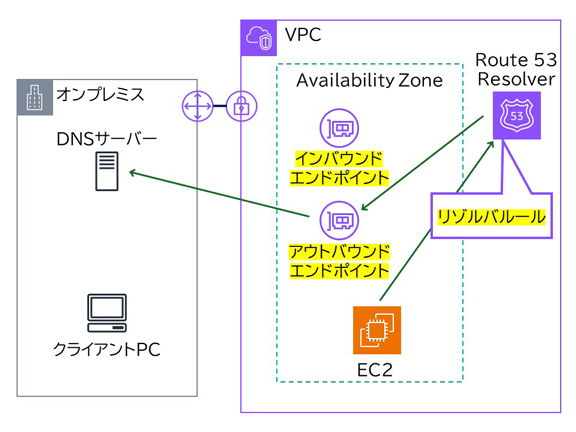 VPC
Route 53
Resolver
53
Availability Zone
オンプレミス
DNSサーバー
インバウンド
エンドポイント
リゾルバルール
アウトバウンド
エンドポイント
クライアントPC
EC2